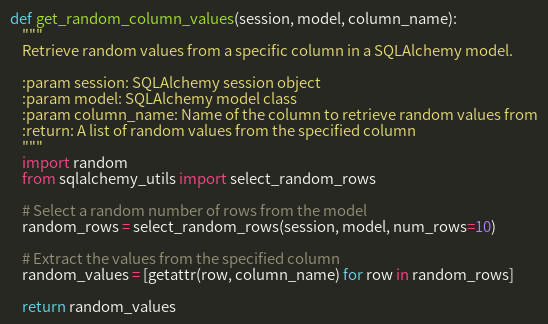 def get_random_column_values(session, model, column_name):
    """
    Retrieve random values from a specific column in a SQLAlchemy model.

    :param session: SQLAlchemy session object
    :param model: SQLAlchemy model class
    :param column_name: Name of the column to retrieve random values from
    :return: A list of random values from the specified column
    """
    import random
    from sqlalchemy_utils import select_random_rows

    # Select a random number of rows from the model
    random_rows = select_random_rows(session, model, num_rows=10)

    # Extract the values from the specified column
    random_values = [getattr(row, column_name) for row in random_rows]

    return random_values